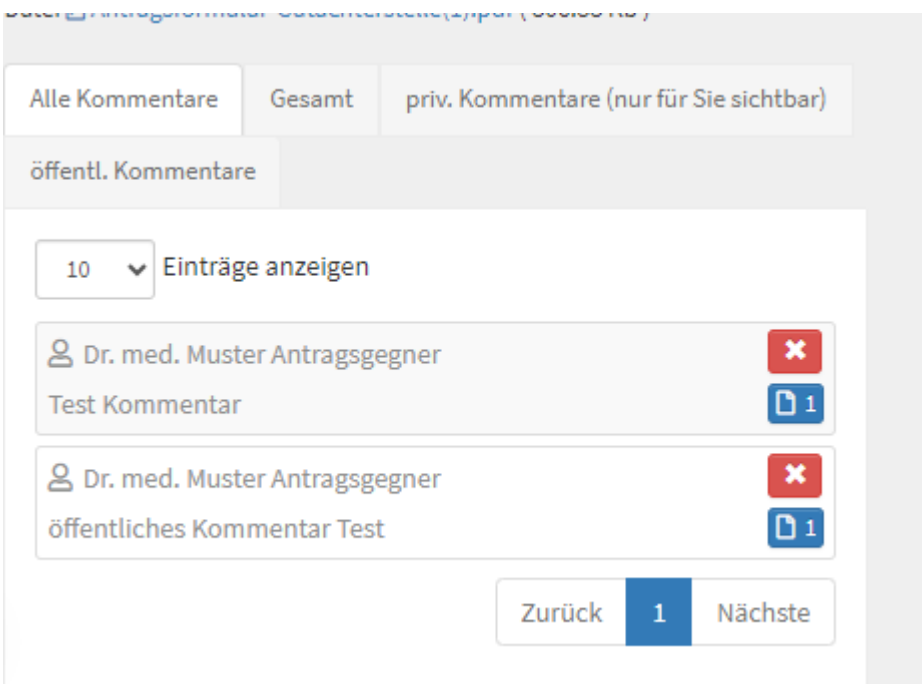 Alle Kommentare Gesamt priv. Kommentare (nur für Sie sichtbar)
öffentl. Kommentare
10 Einträge anzeigen
Dr. med. Muster Antragsgegner
Test Kommentar 1
Dr. med. Muster Antragsgegner
öffentliches Kommentar Test 1
Zurück 1 Nächste